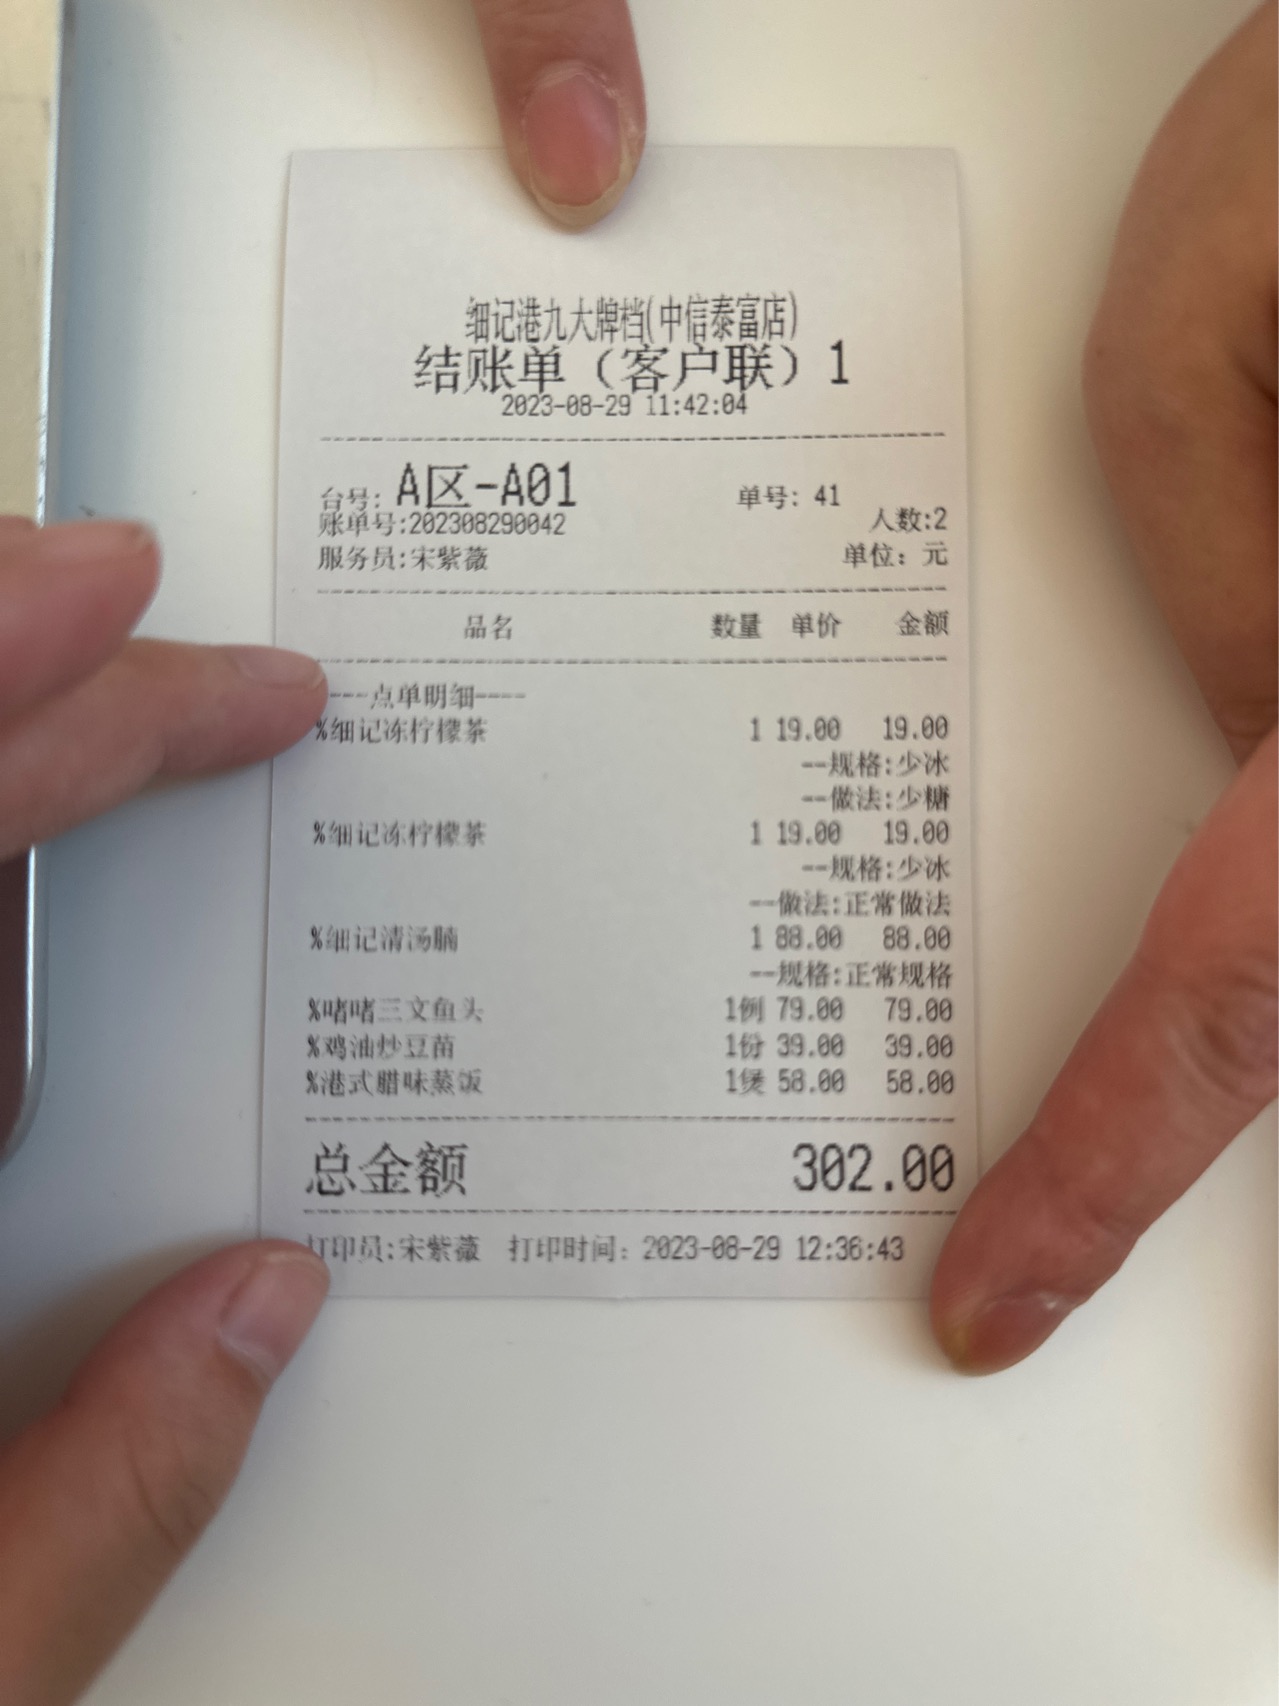 细记港九大牌档(中信泰富店)
结账单（客户联）1
2023-08-29 11:42:04
台号: A区-A01 单号: 41
账单号:202308290042 人数:2
服务员:宋紫薇 单位: 元
品名 数量 单价 金额
----点单明细----
%细记冻柠檬茶 1 19.00 19.00
--规格:少冰
--做法:少糖
%细记冻柠檬茶 1 19.00 19.00
--规格:少冰
--做法:正常做法
%细记清汤腩 1 88.00 88.00
--规格:正常规格
%啫啫三文鱼头 1例 79.00 79.00
%鸡油炒豆苗 1份 39.00 39.00
%港式腊味蒸饭 1煲 58.00 58.00
总金额 302.00
打印员:宋紫薇 打印时间: 2023-08-29 12:36:43